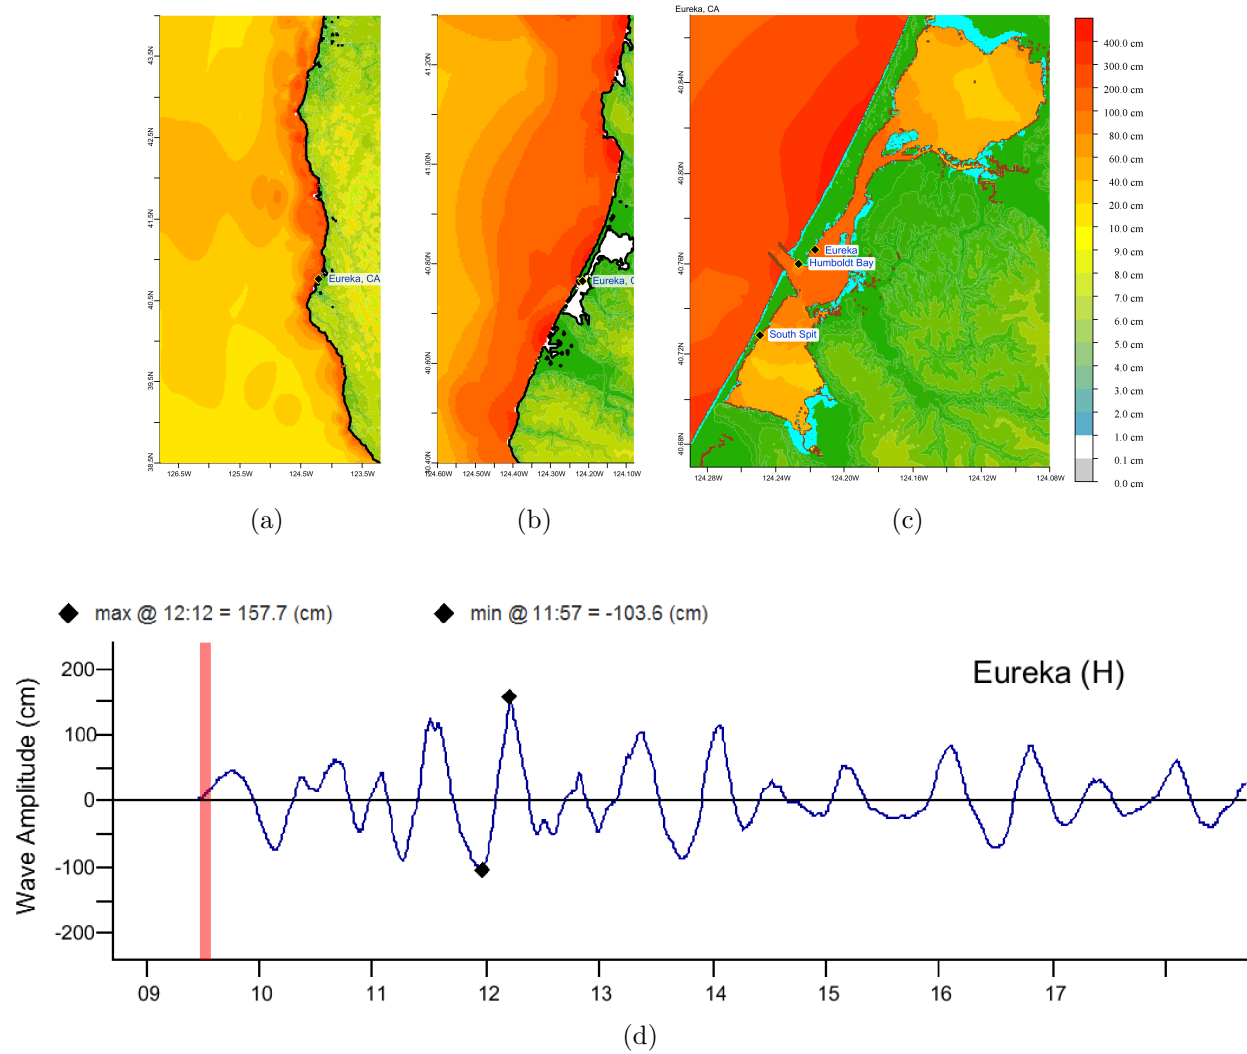 Eureka, CA
43.5N
42.5N
41.5N
40.5N
39.5N
38.5N
126.5W 125.5W 124.5W 123.5W
Eureka, CA
(a)
41.20N
41.00N
40.80N
40.60N
40.40N
124.60W 124.50W 124.40W 124.30W 124.20W 124.10W
Eureka, C
(b)
40.84N
40.80N
40.76N
40.72N
40.68N
124.28W 124.24W 124.20W 124.16W 124.12W 124.08W
Eureka
Humboldt Bay
South Spit
(c)
400.0 cm
300.0 cm
200.0 cm
100.0 cm
60.0 cm
40.0 cm
20.0 cm
10.0 cm
9.0 cm
8.0 cm
7.0 cm
6.0 cm
5.0 cm
4.0 cm
3.0 cm
2.0 cm
1.0 cm
0.1 cm
0.0 cm
max @ 12:12 = 157.7 (cm)
min @ 11:57 = -103.6 (cm)
Eureka (H)
Wave Amplitude (cm)
200
100
0
-100
-200
09 10 11 12 13 14 15 16 17
(d)